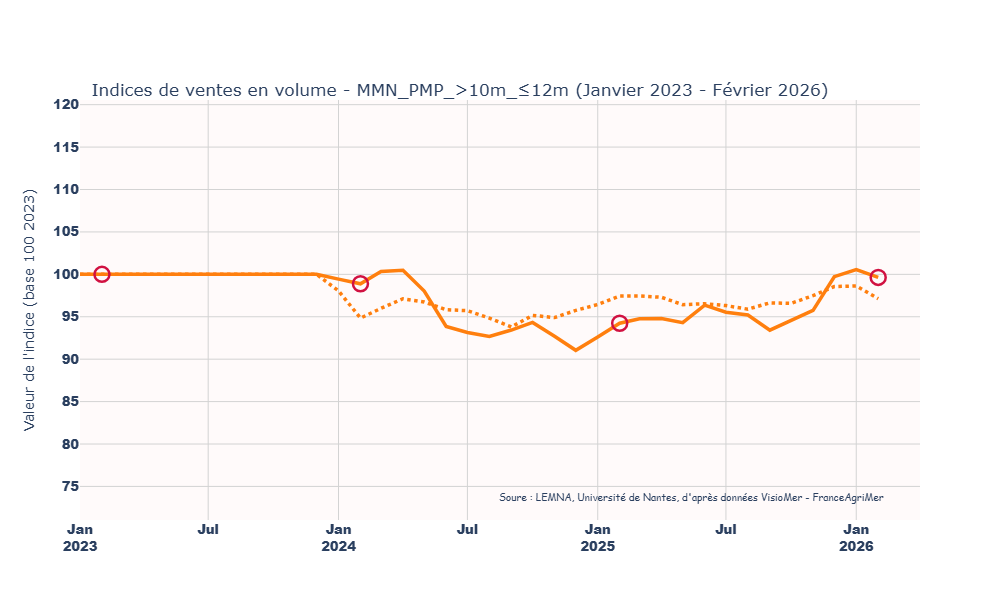 Indices de ventes en volume - MMN_PMP_>10m_≤12m (Janvier 2023 - Février 2026)
Valeur de l'indice (base 100 2023)
120
115
110
105
100
95
90
85
80
75
Soure : LEMNA, Université de Nantes, d'après données VisioMer - FranceAgriMer
Jan
2023
Jul
Jan
2024
Jul
Jan
2025
Jul
Jan
2026